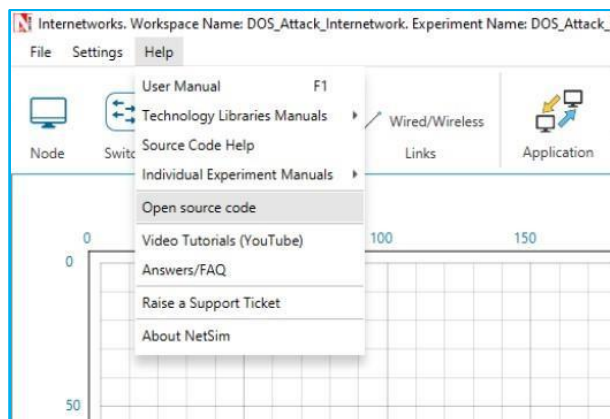 Internetworks. Workspace Name: DOS_Attack_Internetwork. Experiment Name: DOS_Attack_
File Settings Help
User Manual F1
Technology Libraries Manuals
Source Code Help
Individual Experiment Manuals
Open source code
Video Tutorials (YouTube)
Answers/FAQ
Raise a Support Ticket
About NetSim
Wired/Wireless
Node Switc Links Application
0 100 150
0
50